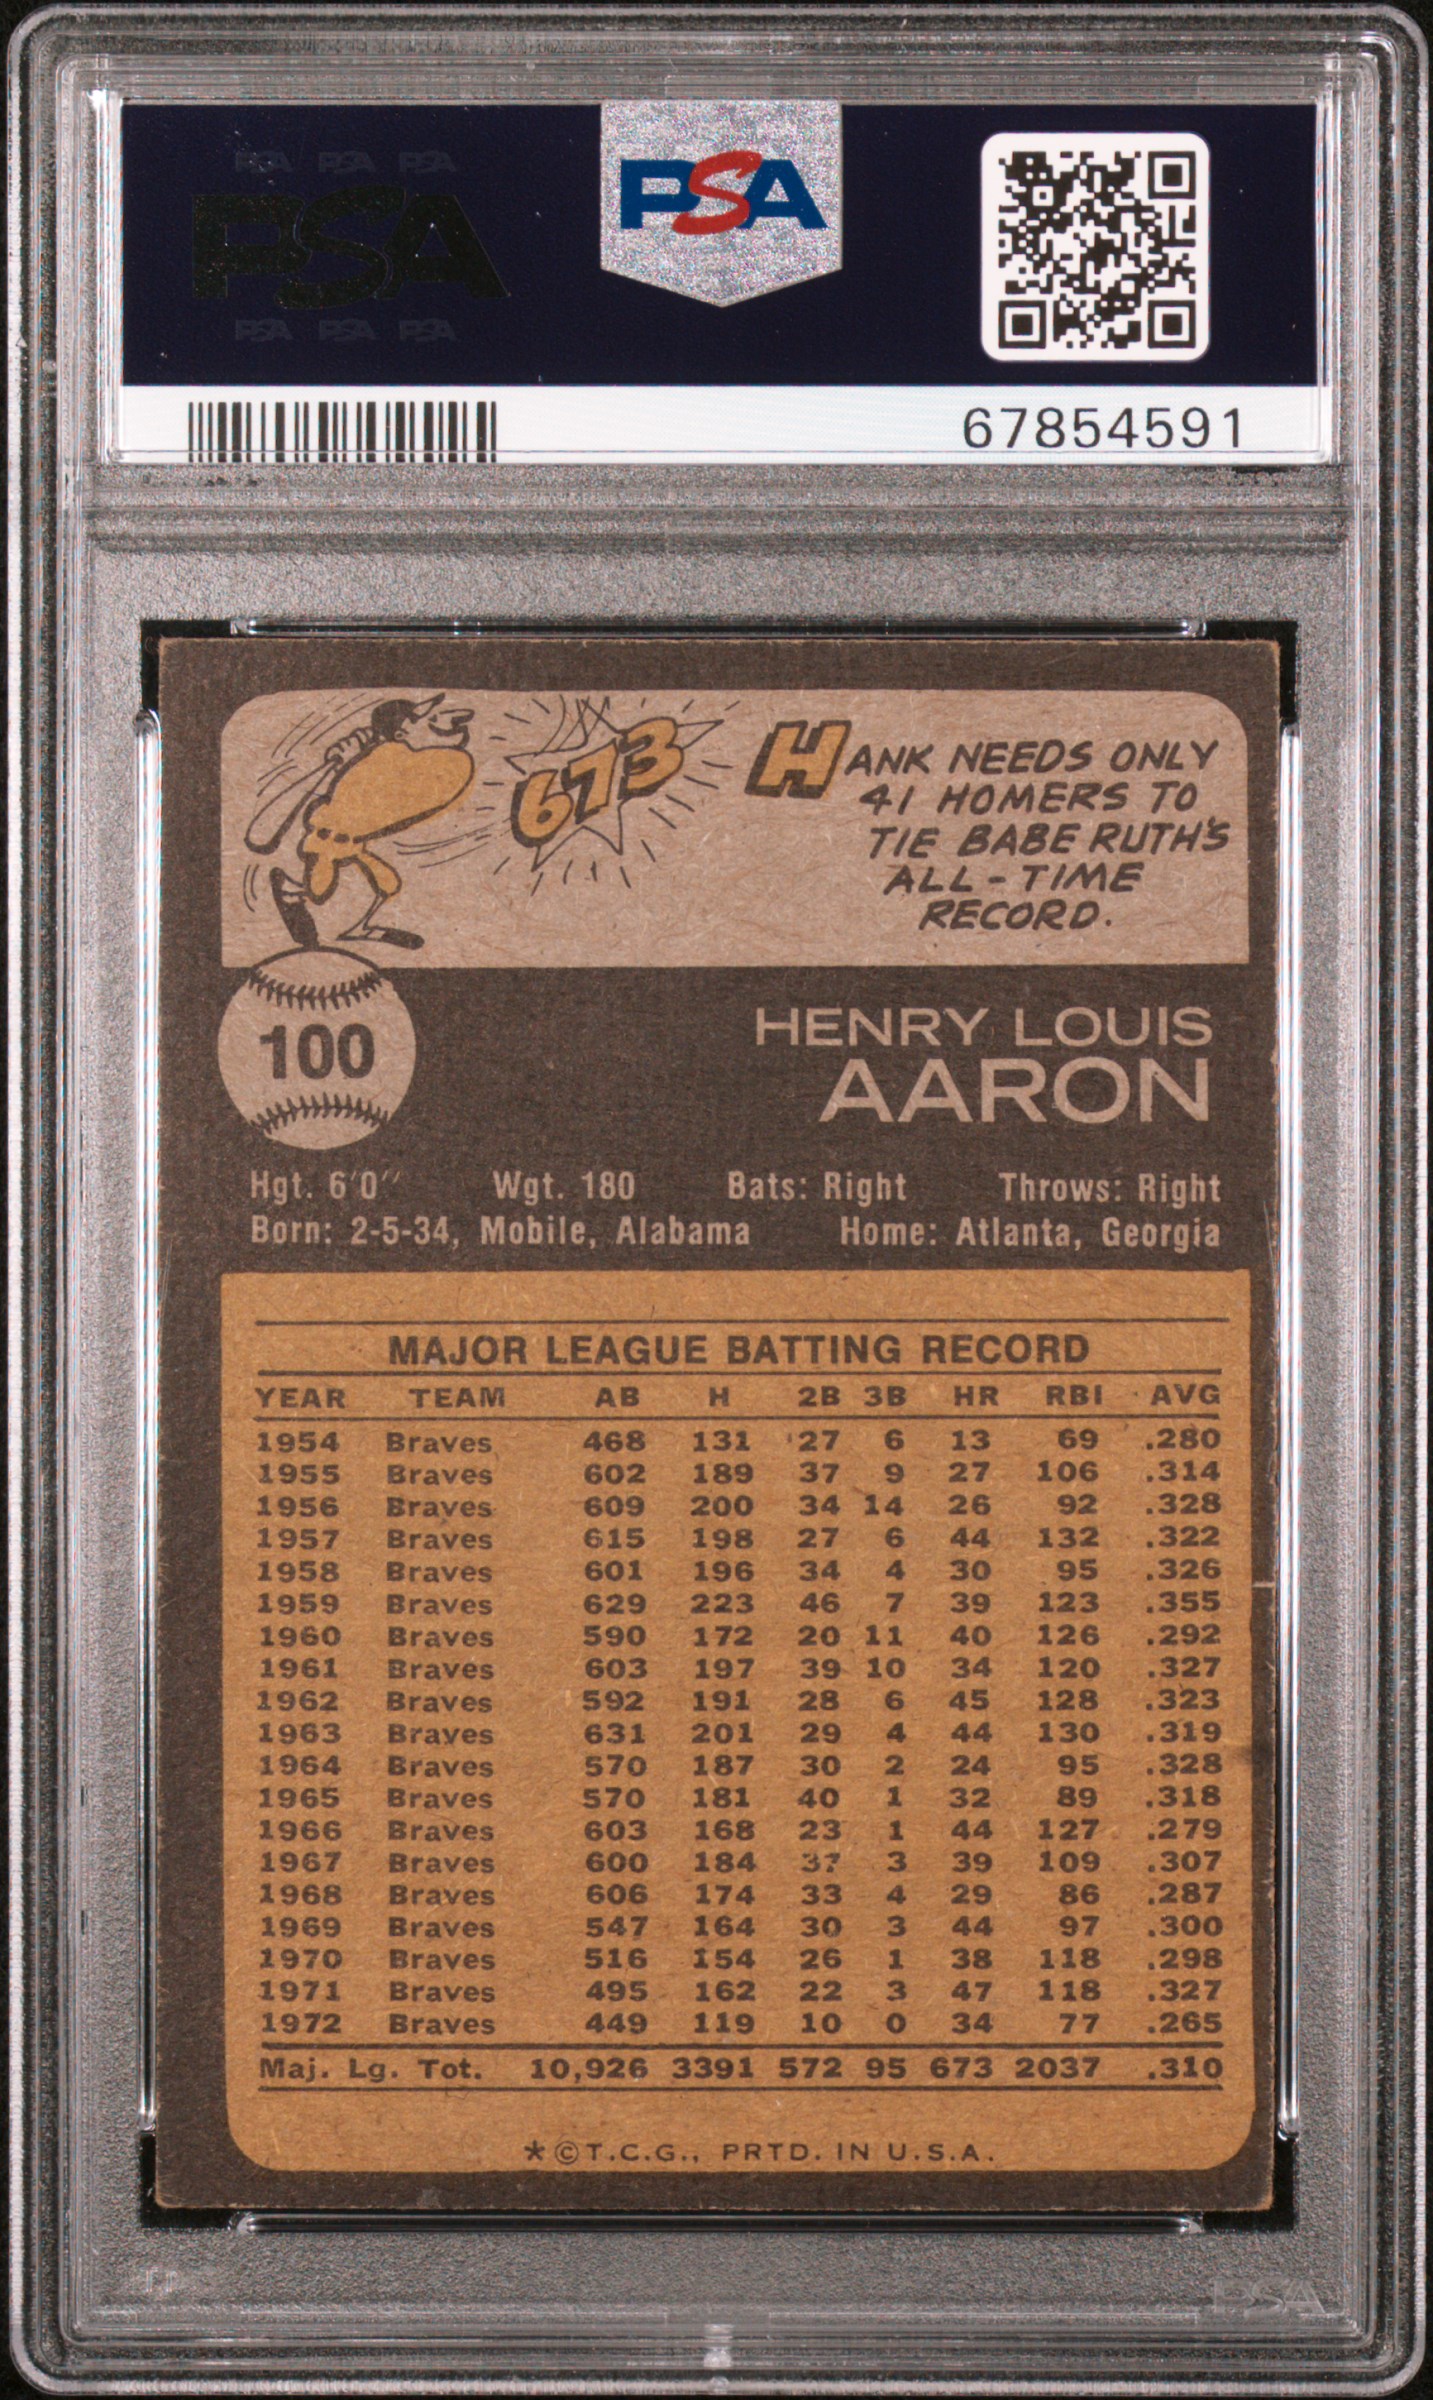 PSA PSA PSA
PSA
PSA PSA PSA
PSA
67854591
673
HANK NEEDS ONLY
41 HOMERS TO
TIE BABE RUTH'S
ALL-TIME
RECORD.
100
HENRY LOUIS
AARON
Hgt. 6'0" Wgt. 180 Bats: Right Throws: Right
Born: 2-5-34, Mobile, Alabama Home: Atlanta, Georgia
MAJOR LEAGUE BATTING RECORD
YEAR TEAM AB H 2B 3B HR RBI AVG
1954 Braves 468 131 27 6 13 69 .280
1955 Braves 602 189 37 9 27 106 .314
1956 Braves 609 200 34 14 26 92 .328
1957 Braves 615 198 27 6 44 132 .322
1958 Braves 601 196 34 4 30 95 .326
1959 Braves 629 223 46 7 39 123 .355
1960 Braves 590 172 20 11 40 126 .292
1961 Braves 603 197 39 10 34 120 .327
1962 Braves 592 191 28 6 45 128 .323
1963 Braves 631 201 29 4 44 130 .319
1964 Braves 570 187 30 2 24 95 .328
1965 Braves 570 181 40 1 32 89 .318
1966 Braves 603 168 23 1 44 127 .279
1967 Braves 600 184 37 3 39 109 .307
1968 Braves 606 174 33 4 29 86 .287
1969 Braves 547 164 30 3 44 97 .300
1970 Braves 516 154 26 1 38 118 .298
1971 Braves 495 162 22 3 47 118 .327
1972 Braves 449 119 10 0 34 77 .265
Maj. Lg. Tot. 10,926 3391 572 95 673 2037 .310
*©T.C.G., PRTD. IN U.S.A.
PSA